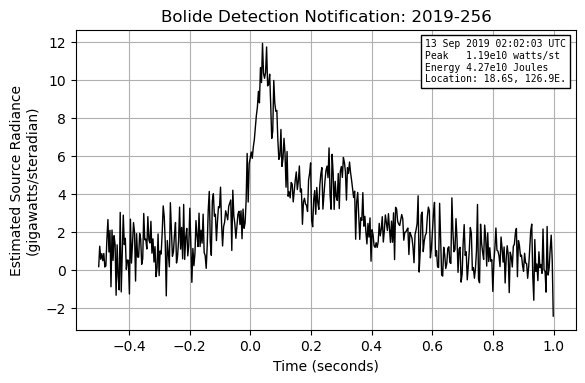 Bolide Detection Notification: 2019-256
13 Sep 2019 02:02:03 UTC
Peak   1.19e10 watts/st
Energy 4.27e10 Joules
Location: 18.6S, 126.9E.
Estimated Source Radiance
(gigawatts/steradian)
12
10
8
6
4
2
0
−2
−0.4 −0.2 0.0 0.2 0.4 0.6 0.8 1.0
Time (seconds)